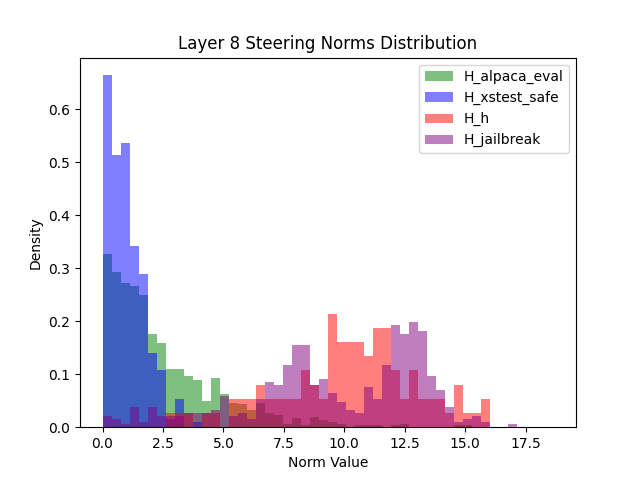 Layer 8 Steering Norms Distribution
H_alpaca_eval
H_xstest_safe
H_h
H_jailbreak
Density
0.6
0.5
0.4
0.3
0.2
0.1
0.0
0.0 2.5 5.0 7.5 10.0 12.5 15.0 17.5
Norm Value